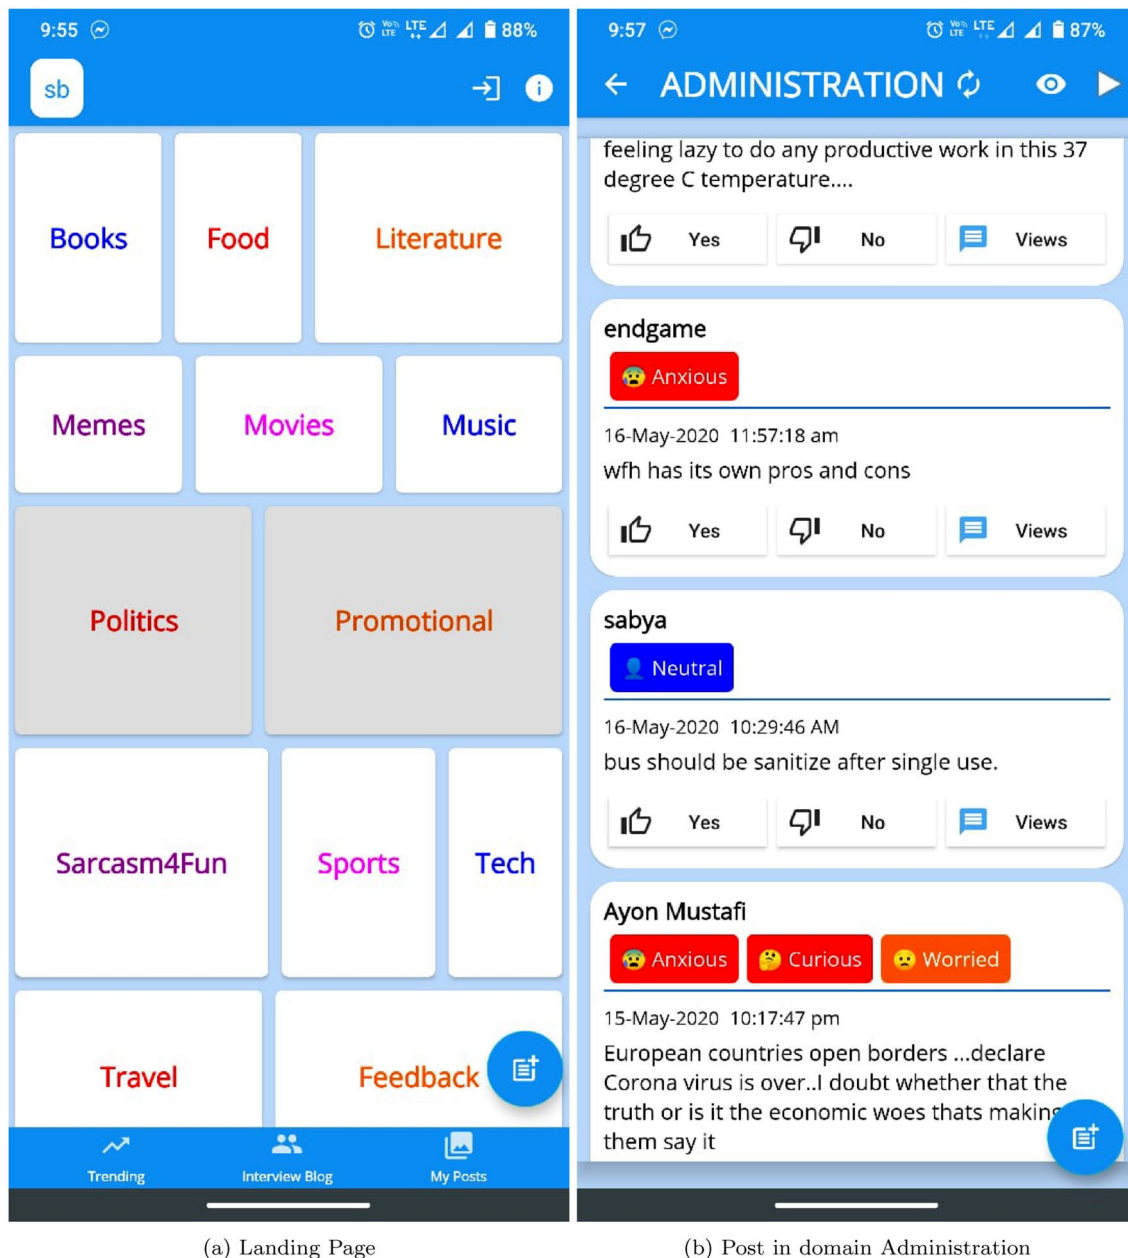 9:55 Vo)) LTE LTE 88%
sb
Books Food Literature
Memes Movies Music
Politics Promotional
Sarcasm4Fun Sports Tech
Travel Feedback
Trending Interview Blog My Posts
(a) Landing Page
9:57 Vo)) LTE LTE 87%
ADMINISTRATION
feeling lazy to do any productive work in this 37
degree C temperature....
Yes No Views
endgame
Anxious
16-May-2020 11:57:18 am
wfh has its own pros and cons
Yes No Views
sabya
Neutral
16-May-2020 10:29:46 AM
bus should be sanitize after single use.
Yes No Views
Ayon Mustafi
Anxious Curious Worried
15-May-2020 10:17:47 pm
European countries open borders ...declare
Corona virus is over..I doubt whether that the
truth or is it the economic woes thats making
them say it
(b) Post in domain Administration